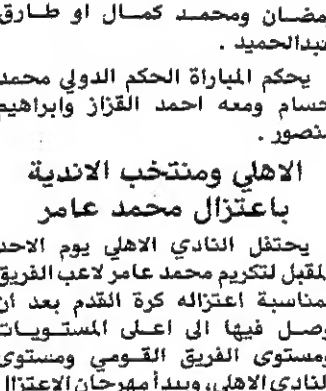 رمضان ومحمد كمال او طارق
عبدالحميد .
يحكم المباراة الحكم الدولي محمد
حسام ومعه احمد القزاز وابراهيم
منصور .
الاهلي ومنتخب الاندية
باعتزال محمد عامر
يحتفل النادي الاهلي يوم الاحد
المقبل لتكريم محمد عامر لاعب الفريق
بمناسبة اعتزاله كرة القدم بعد ان
وصل فيها الى اعلى المستويات
ومستوى الفريق القومي ومستوى
النادي الاهلي، ويبدأ مهرجان الاعتزال